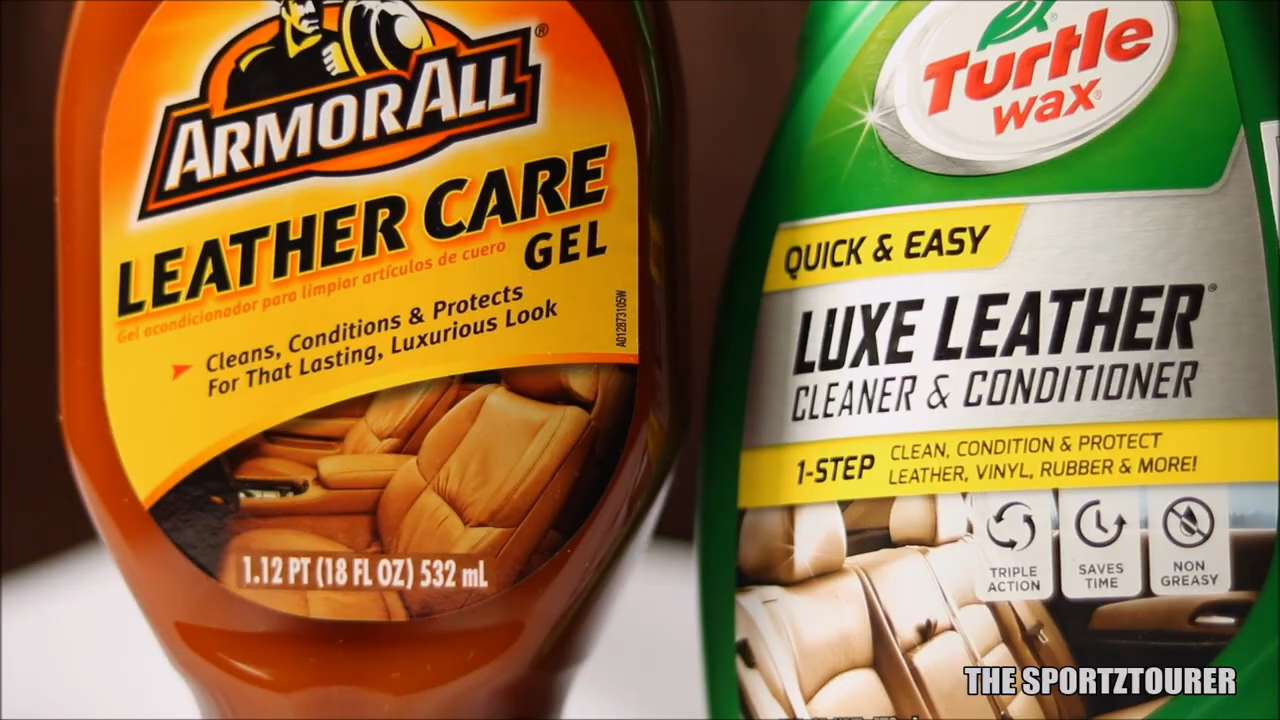 ARMORALL®
LEATHER CARE
GEL
Gel acondicionador para limpiar artículos de cuero
Cleans, Conditions & Protects
For That Lasting, Luxurious Look
A012873105W
1.12 PT (18 FL OZ) 532 mL
Turtle®
wax®
QUICK & EASY
LUXE LEATHER®
CLEANER & CONDITIONER
1-STEP
CLEAN, CONDITION & PROTECT
LEATHER, VINYL, RUBBER & MORE!
TRIPLE
ACTION
SAVES
TIME
NON
GREASY
THE SPORTZTOURER